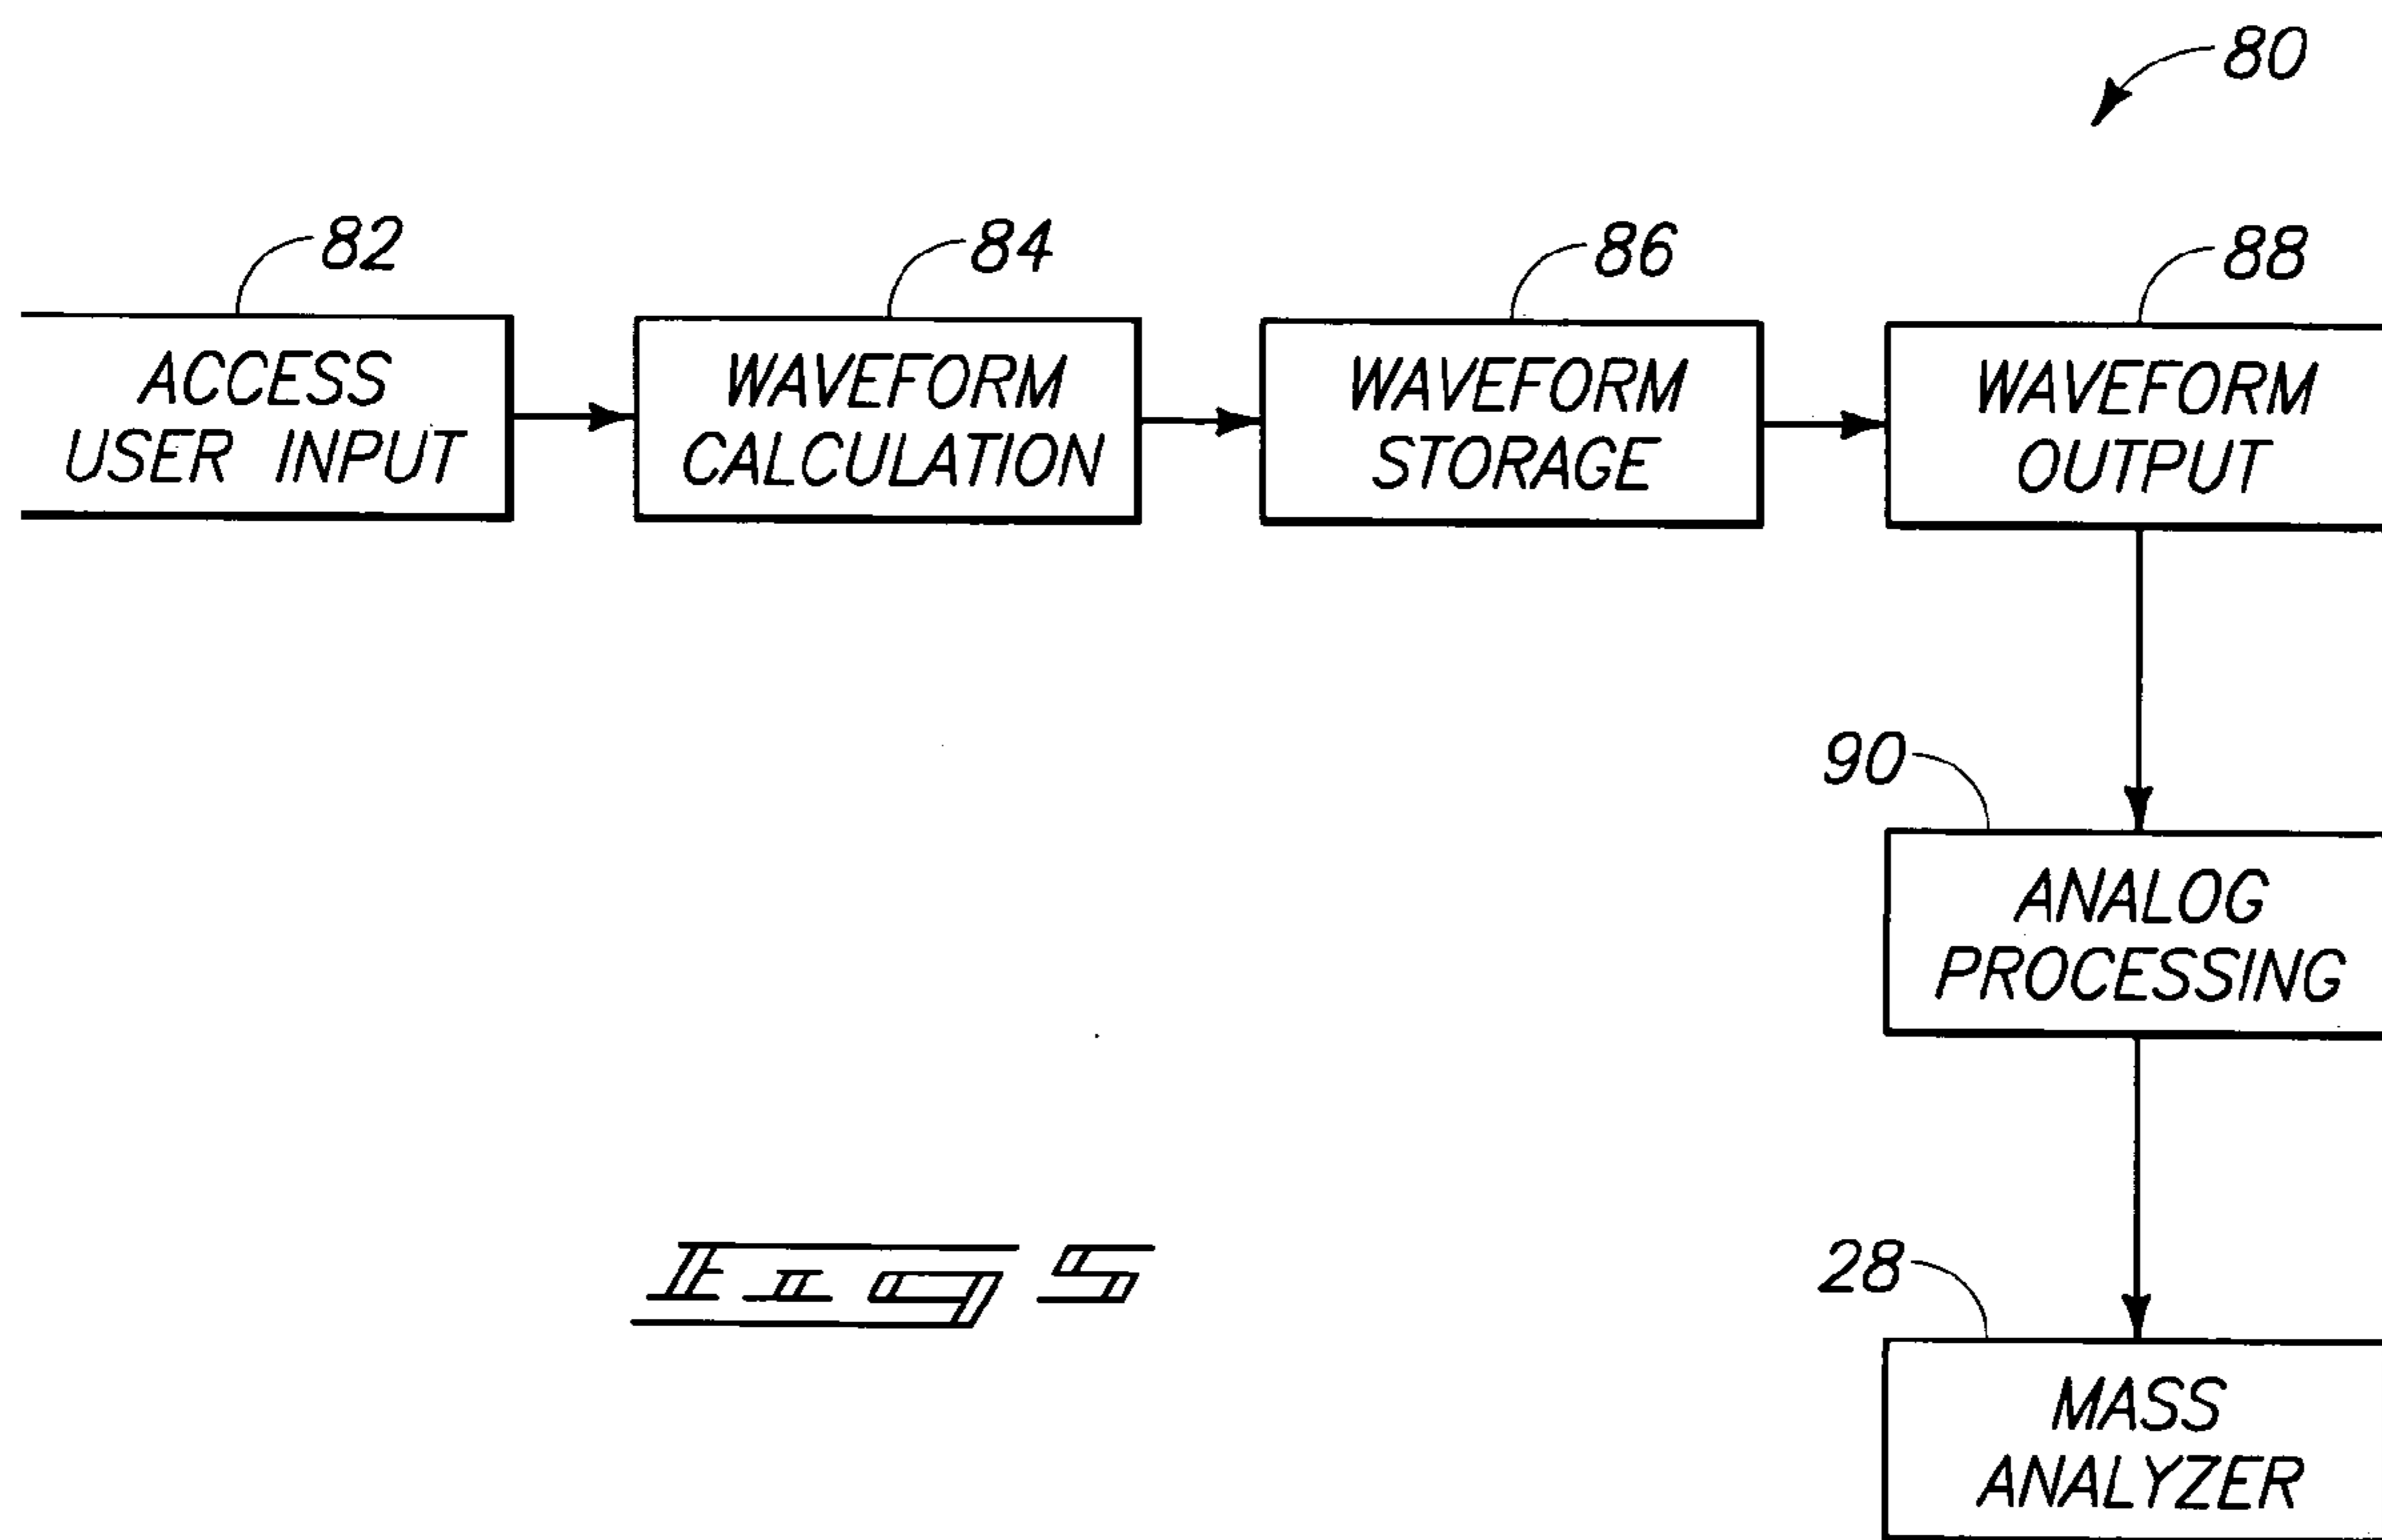 80
82
84
86
88
ACCESS
USER INPUT
WAVEFORM
CALCULATION
WAVEFORM
STORAGE
WAVEFORM
OUTPUT
90
ANALOG
PROCESSING
28
MASS
ANALYZER
Fig 5